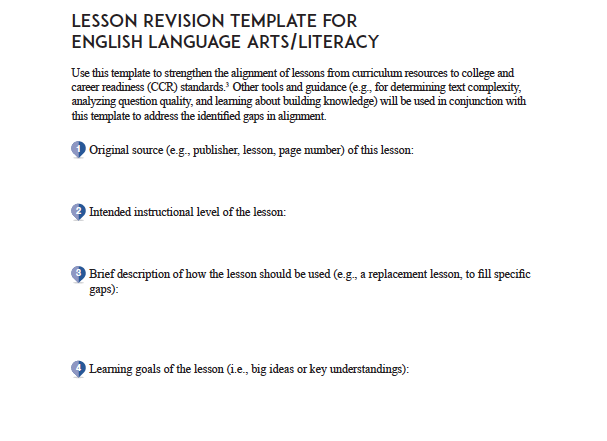 LESSON REVISION TEMPLATE FOR
ENGLISH LANGUAGE ARTS/LITERACY
Use this template to strengthen the alignment of lessons from curriculum resources to college and
career readiness (CCR) standards.³ Other tools and guidance (e.g., for determining text complexity,
analyzing question quality, and learning about building knowledge) will be used in conjunction with
this template to address the identified gaps in alignment.
1 Original source (e.g., publisher, lesson, page number) of this lesson:
2 Intended instructional level of the lesson:
3 Brief description of how the lesson should be used (e.g., a replacement lesson, to fill specific
gaps):
4 Learning goals of the lesson (i.e., big ideas or key understandings):